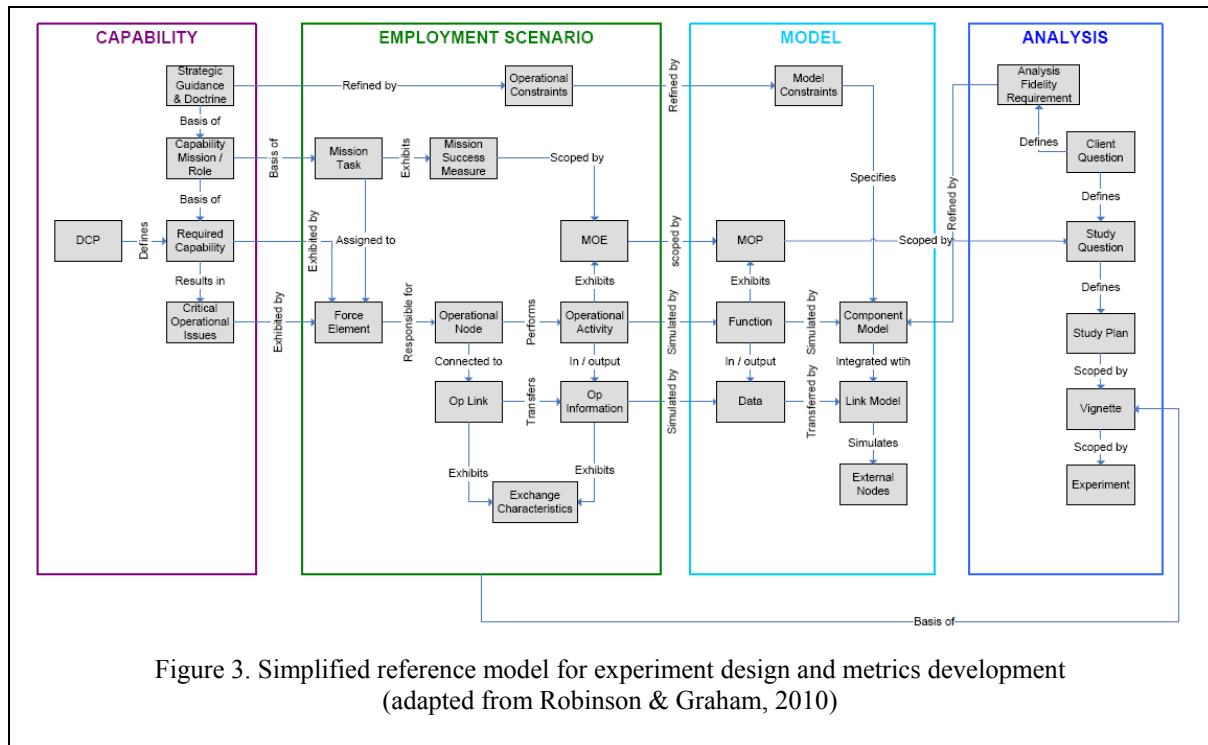 CAPABILITY
EMPLOYMENT SCENARIO
MODEL
ANALYSIS
Strategic
Guidance
& Doctrine
Refined by
Operational
Constraints
Refined by
Model
Constraints
Analysis
Fidelity
Requirement
Basis of
Defines
Client
Question
Capability
Mission /
Role
Basis of
Mission
Task
Exhibits
Mission
Success
Measure
Scoped by
Specifies
Refined by
Defines
Basis of
DCP
Defines
Required
Capability
Exhibited by
Assigned to
MOE
scoped by
MOP
Scoped by
Study
Question
Results in
Exhibits
Exhibits
Defines
Critical
Operational
Issues
Exhibited by
Force
Element
Responsible for
Operational
Node
Performs
Operational
Activity
Simulated by
Function
Simulated by
Component
Model
Study Plan
Connected to
In / output
In / output
Integrated wtih
Scoped by
Op Link
Transfers
Op
Information
Simulated by
Data
Transferred by
Link Model
Vignette
Exhibits
Exhibits
Simulates
Scoped by
Exchange
Characteristics
External
Nodes
Experiment
Basis of
Figure 3. Simplified reference model for experiment design and metrics development
(adapted from Robinson & Graham, 2010)